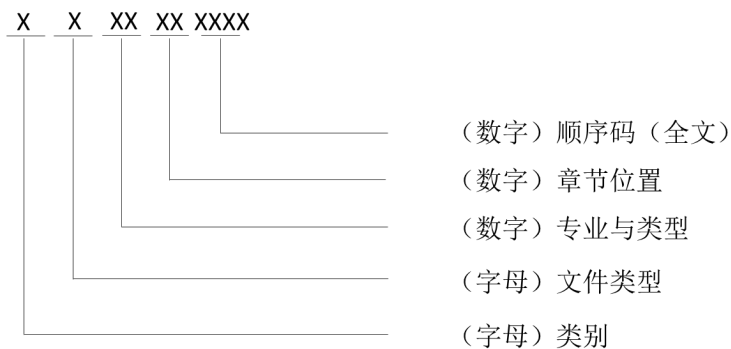 X X XX XX XXXX
（数字）顺序码（全文）
（数字）章节位置
（数字）专业与类型
（字母）文件类型
（字母）类别